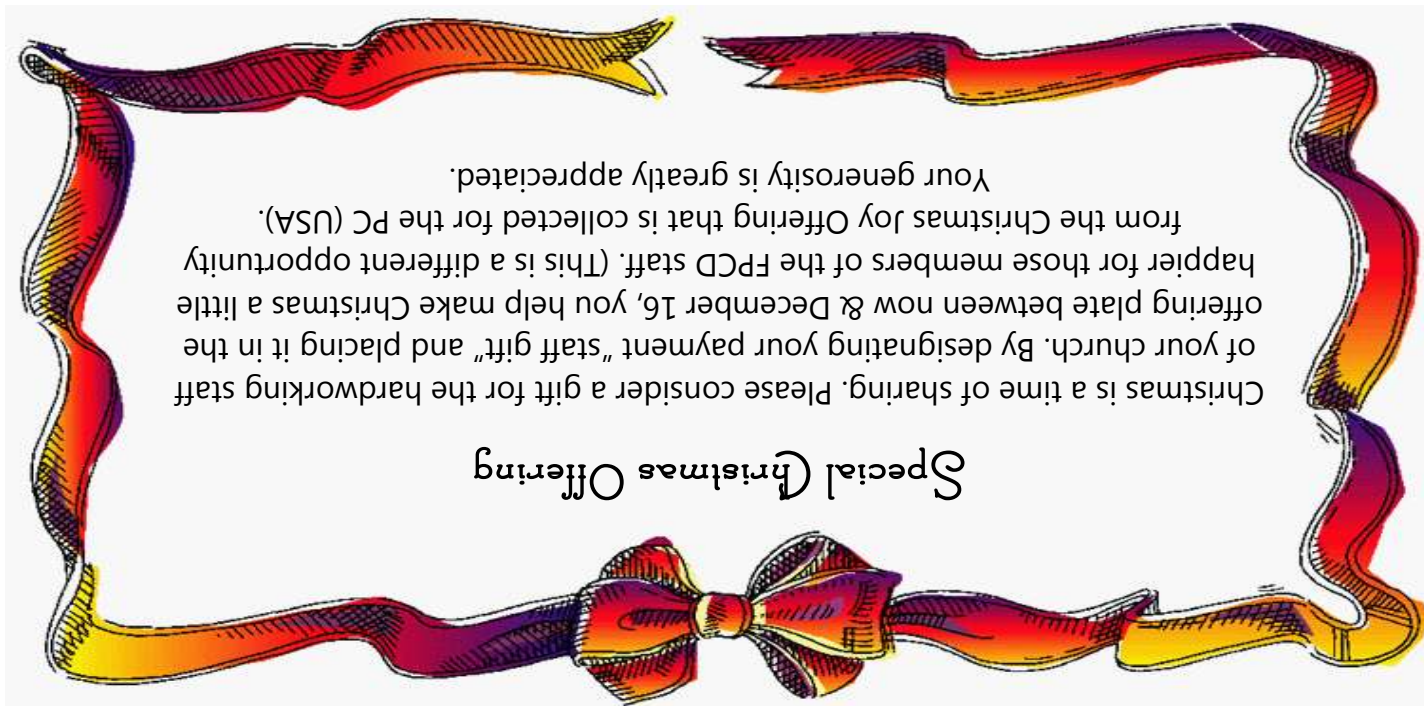 Special Christmas Offering
Christmas is a time of sharing. Please consider a gift for the hardworking staff
of your church. By designating your payment "staff gift" and placing it in the
offering plate between now & December 16, you help make Christmas a little
happier for those members of the FPCD staff. (This is a different opportunity
from the Christmas Joy Offering that is collected for the PC (USA).
Your generosity is greatly appreciated.